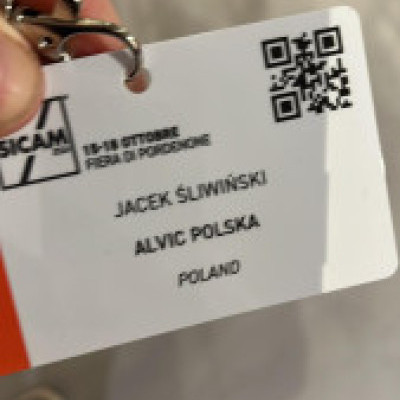 SICAM
15-18 OTTOBRE
FIERA DI PORDENONE
JACEK ŚLIWIŃSKI
ALVIC POLSKA
POLAND